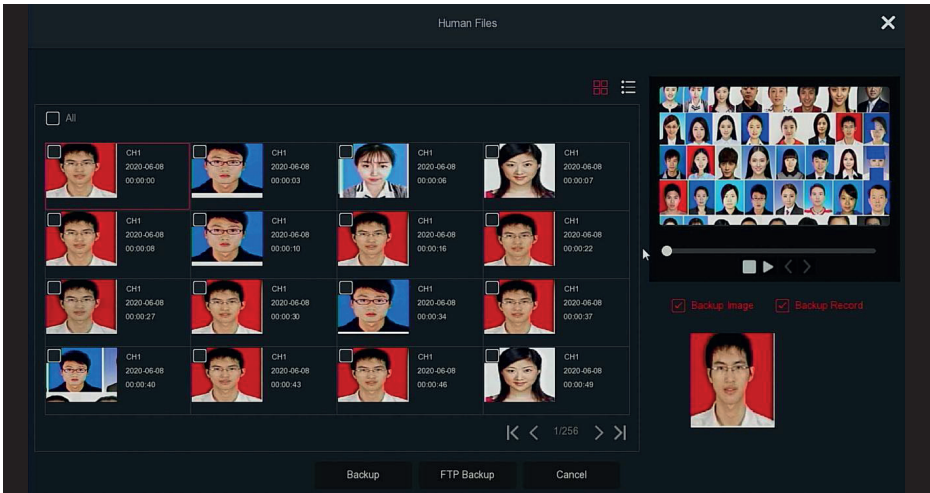 Human Files
All
CH1
2020-06-08
00:00:00
CH1
2020-06-08
00:00:03
CH1
2020-06-08
00:00:06
CH1
2020-06-08
00:00:07
CH1
2020-06-08
00:00:08
CH1
2020-06-08
00:00:10
CH1
2020-06-08
00:00:16
CH1
2020-06-08
00:00:22
CH1
2020-06-08
00:00:27
CH1
2020-06-08
00:00:30
CH1
2020-06-08
00:00:34
CH1
2020-06-08
00:00:37
CH1
2020-06-08
00:00:40
CH1
2020-06-08
00:00:43
CH1
2020-06-08
00:00:46
CH1
2020-06-08
00:00:49
1/256
Backup Image
Backup Record
Backup
FTP Backup
Cancel